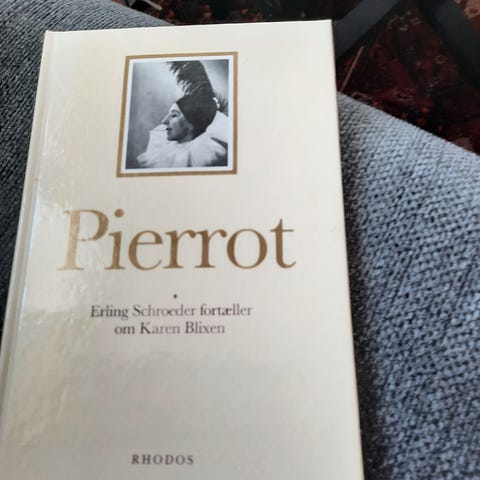 Pierrot
Erling Schroeder fortæller
om Karen Blixen
RHODOS